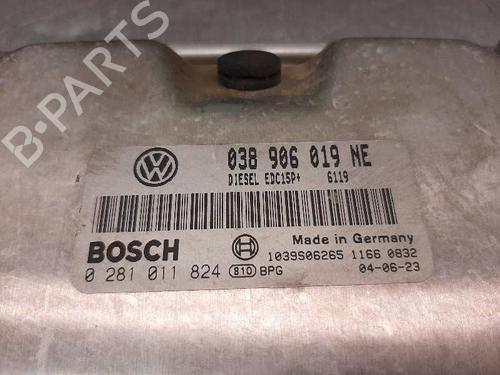 B-PARTS
VW
038 906 019 NE
DIESEL EDC15P+ 6119
BOSCH
Made in Germany
1039S06265 1166 0832
0 281 011 824 810 BPG
04-06-23